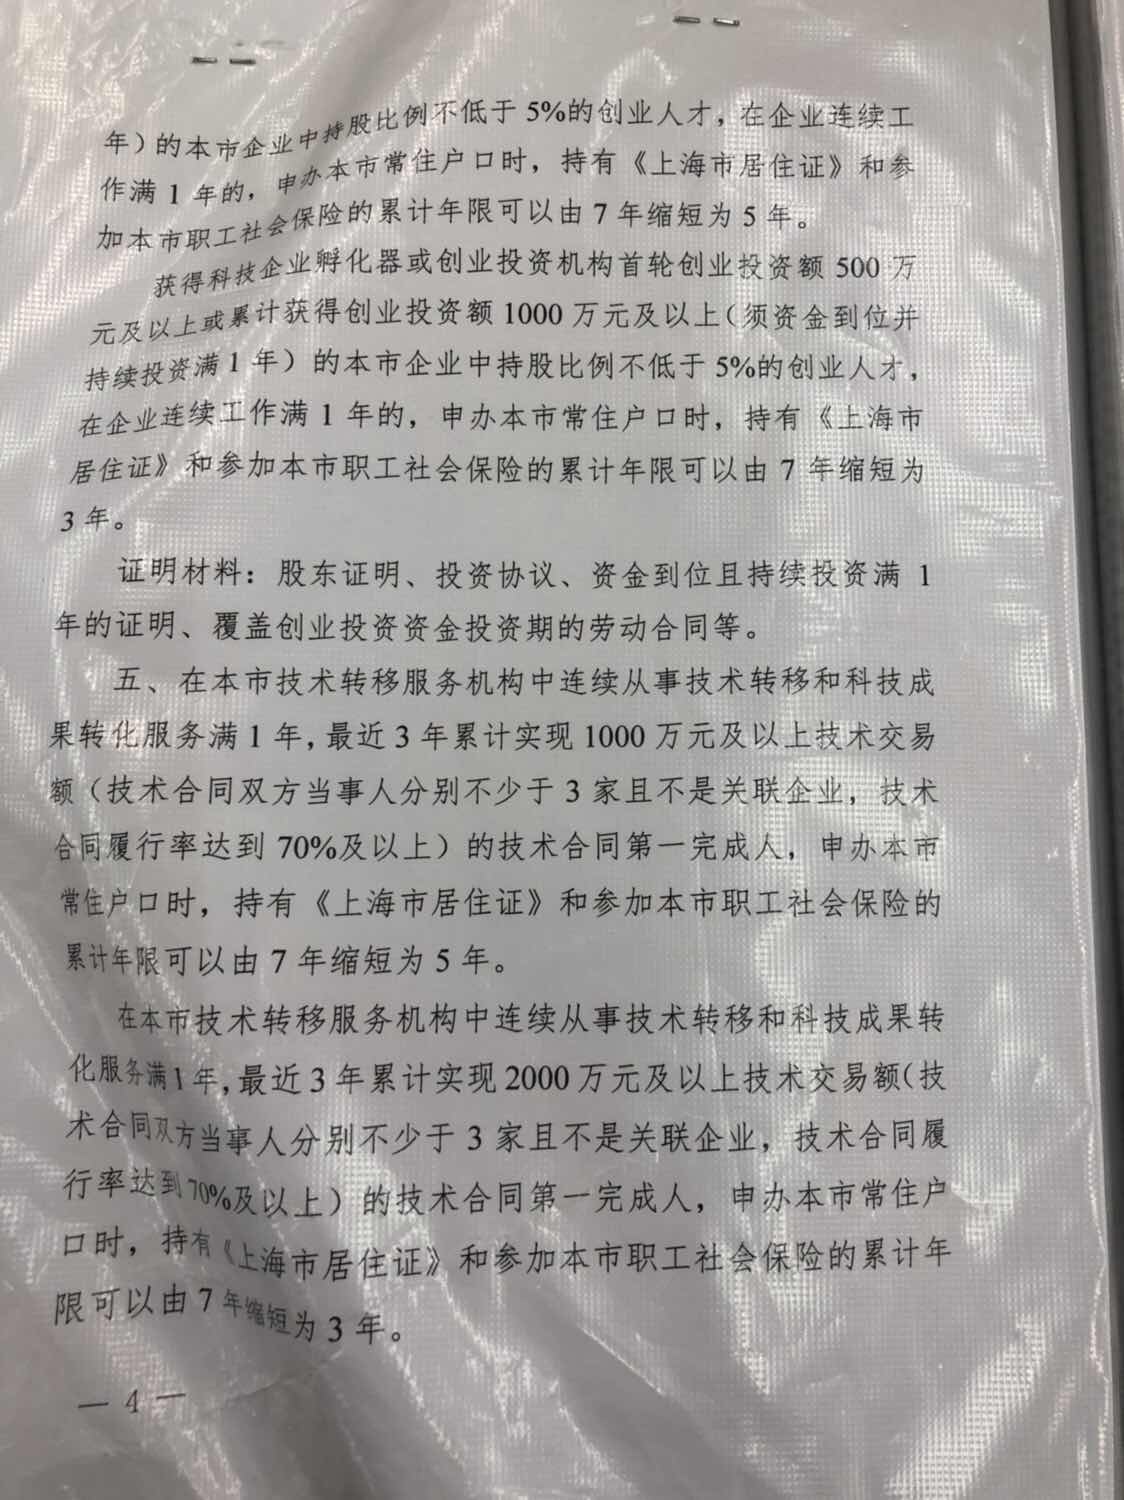 年）的本市企业中持股比例不低于 5%的创业人才，在企业连续工
作满 1 年的，申办本市常住户口时，持有《上海市居住证》和参
加本市职工社会保险的累计年限可以由 7 年缩短为 5 年。
获得科技企业孵化器或创业投资机构首轮创业投资额 500 万
元及以上或累计获得创业投资额 1000 万元及以上（须资金到位并
持续投资满 1 年）的本市企业中持股比例不低于 5%的创业人才，
在企业连续工作满 1 年的，申办本市常住户口时，持有《上海市
居住证》和参加本市职工社会保险的累计年限可以由 7 年缩短为
3 年。
证明材料：股东证明、投资协议、资金到位且持续投资满 1
年的证明、覆盖创业投资资金投资期的劳动合同等。
五、在本市技术转移服务机构中连续从事技术转移和科技成
果转化服务满 1 年，最近 3 年累计实现 1000 万元及以上技术交易
额（技术合同双方当事人分别不少于 3 家且不是关联企业，技术
合同履行率达到 70%及以上）的技术合同第一完成人，申办本市
常住户口时，持有《上海市居住证》和参加本市职工社会保险的
累计年限可以由 7 年缩短为 5 年。
在本市技术转移服务机构中连续从事技术转移和科技成果转
化服务满 1 年，最近 3 年累计实现 2000 万元及以上技术交易额（技
术合同双方当事人分别不少于 3 家且不是关联企业，技术合同履
行率达到 70%及以上）的技术合同第一完成人，申办本市常住户
口时，持有《上海市居住证》和参加本市职工社会保险的累计年
限可以由 7 年缩短为 3 年。
— 4 —